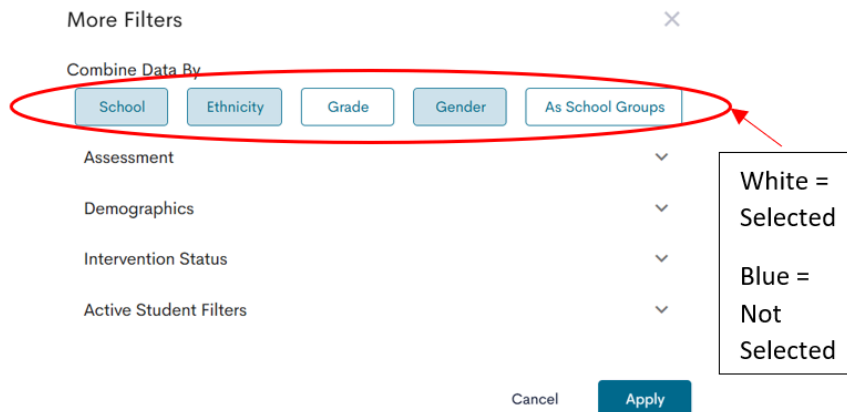 More Filters
Combine Data By
School Ethnicity Grade Gender As School Groups
Assessment
Demographics
Intervention Status
Active Student Filters
White =
Selected
Blue =
Not
Selected
Cancel Apply